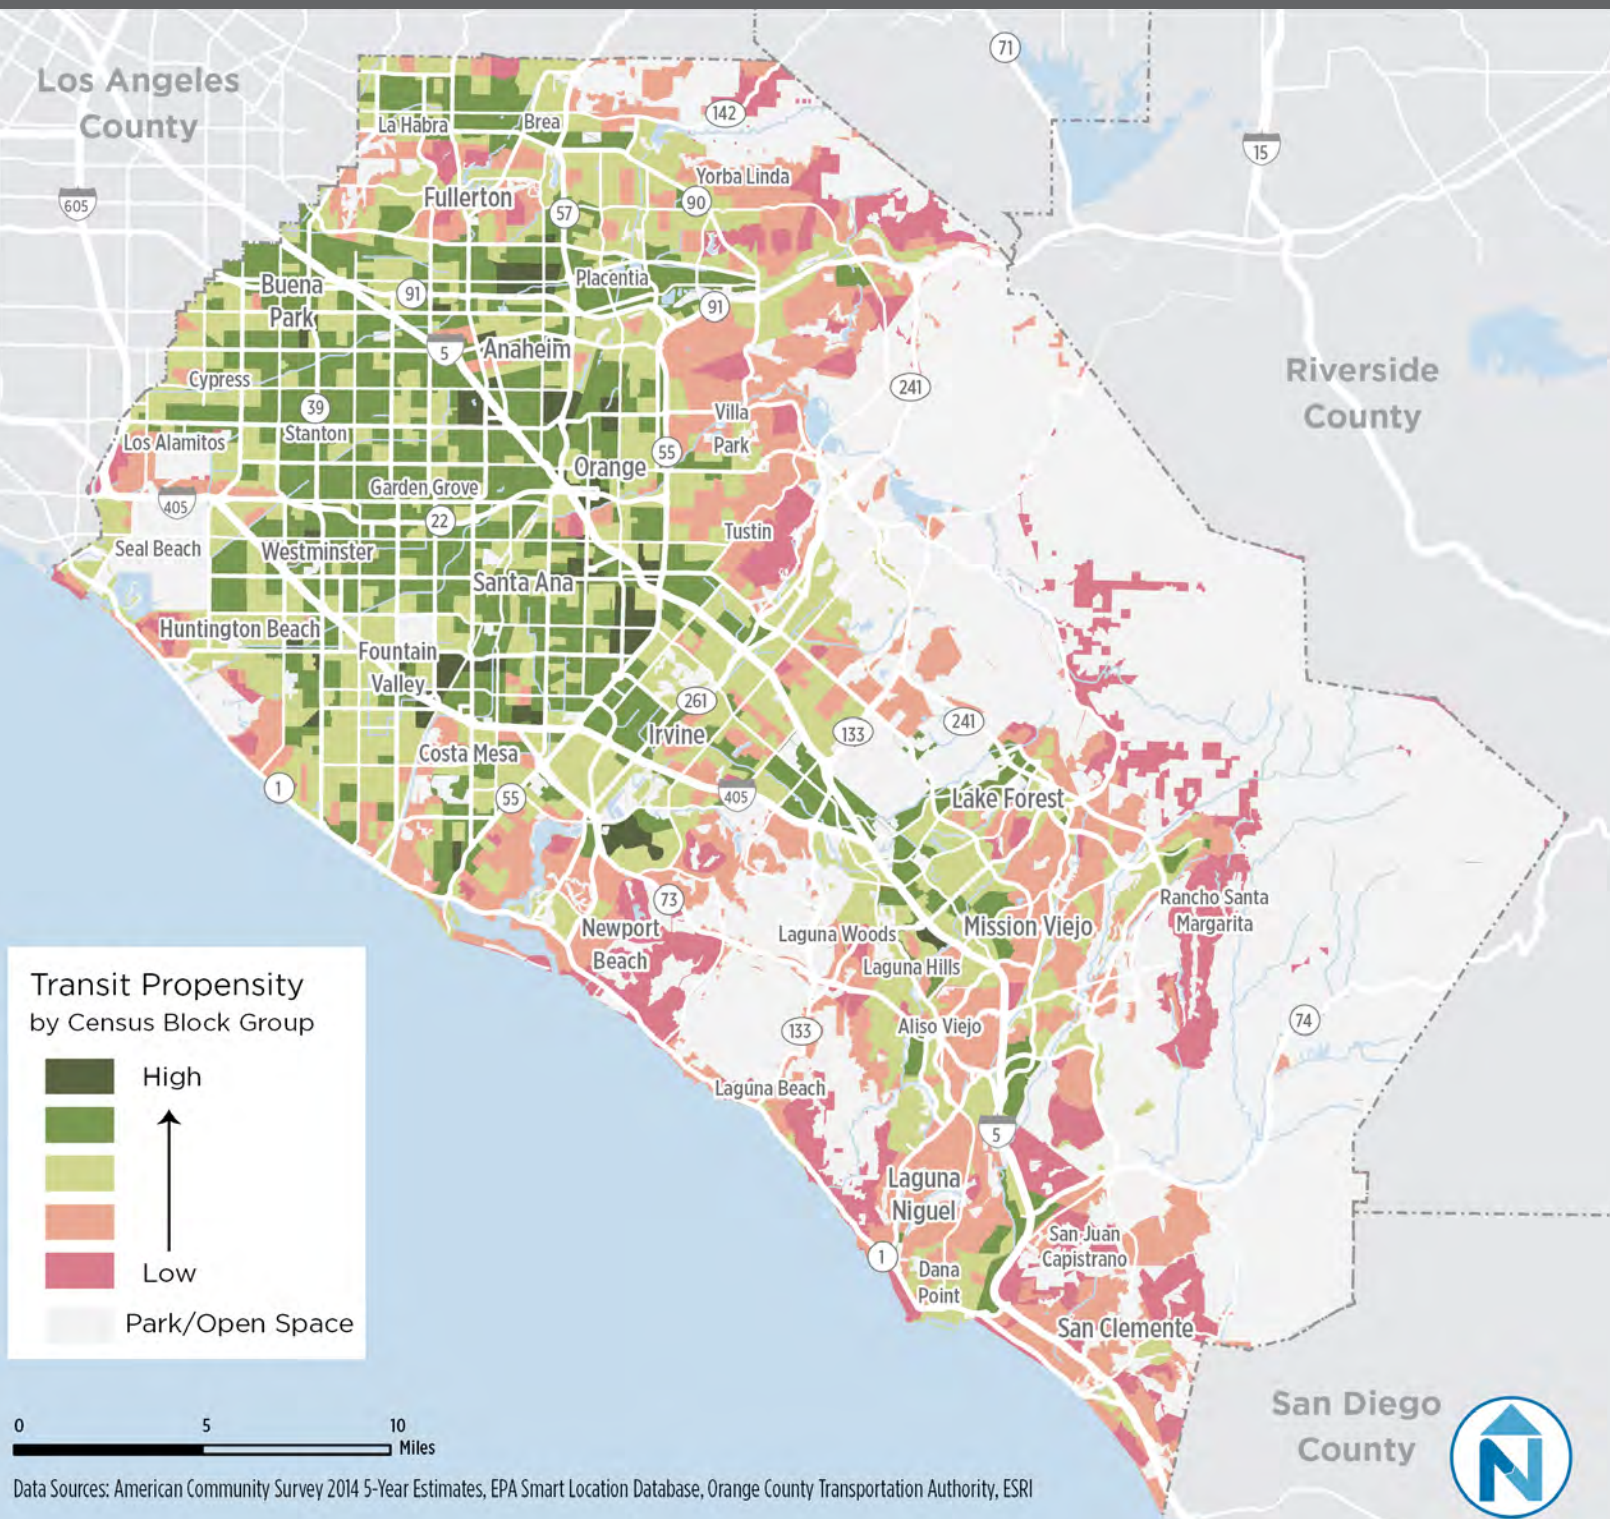 Los Angeles
County
71
142
15
605
La Habra
Brea
Yorba Linda
Fullerton
90
57
Buena
Park
91
Placentia
91
5
Anaheim
Cypress
241
Riverside
County
39
Stanton
Villa
Park
Los Alamitos
55
Orange
405
Garden Grove
22
Tustin
Seal Beach
Westminster
Santa Ana
Huntington Beach
Fountain
Valley
261
Irvine
133
241
Costa Mesa
1
55
405
Lake Forest
73
Rancho Santa
Margarita
Newport
Beach
Laguna Woods
Mission Viejo
Laguna Hills
74
133
Aliso Viejo
Laguna Beach
5
Laguna
Niguel
1
San Juan
Capistrano
Dana
Point
San Clemente
San Diego
County
Transit Propensity
by Census Block Group
High
Low
Park/Open Space
0 5 10
Miles
N
Data Sources: American Community Survey 2014 5-Year Estimates, EPA Smart Location Database, Orange County Transportation Authority, ESRI